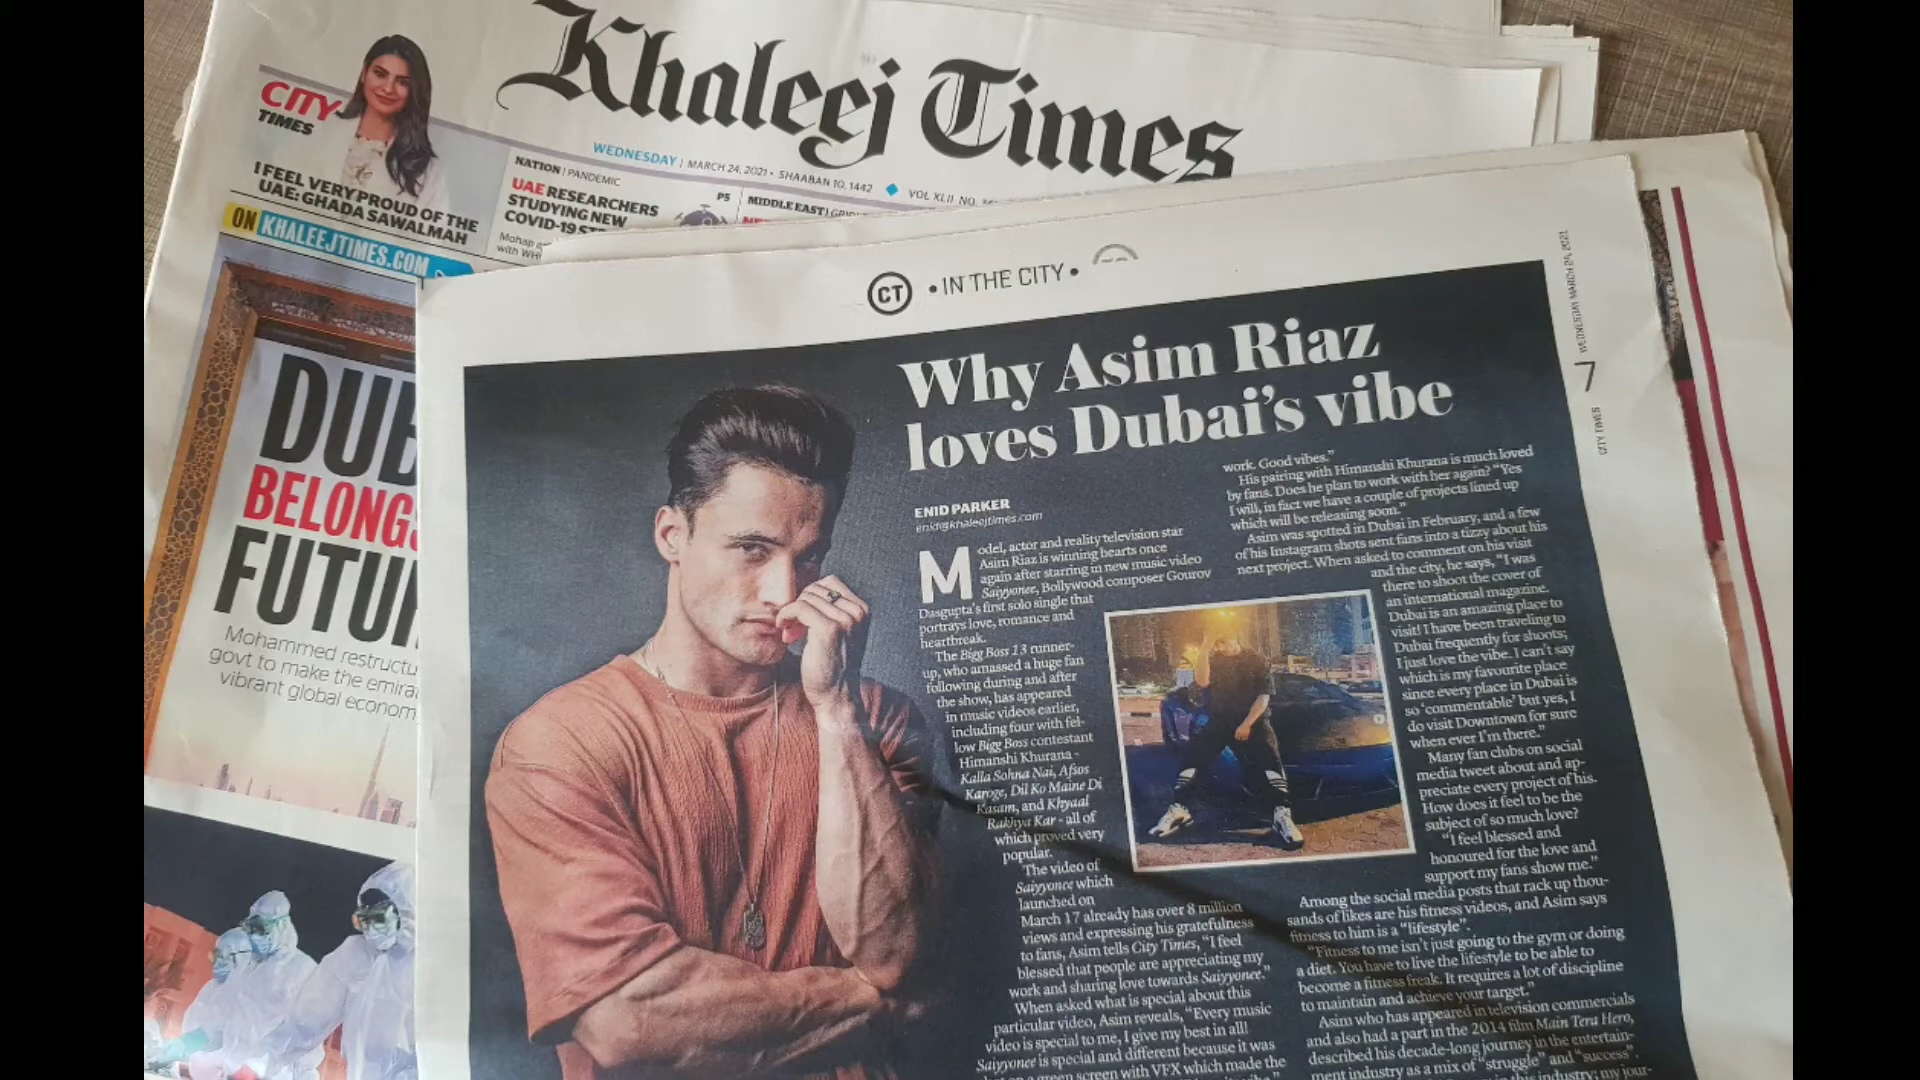 Khaleej Times
CITY
TIMES
I FEEL VERY PROUD OF THE
UAE: GHADA SAWALMAH
ON KHALEEJTIMES.COM
WEDNESDAY | MARCH 24, 2021 • SHAABAN 10, 1442
VOL XLII NO.
NATION | PANDEMIC
UAE RESEARCHERS
STUDYING NEW
COVID-19
P5
with
MIDDLE EAST |
BELONGS
Mohammed
govt to make the
vibrant global
CT • IN THE CITY •
WEDNESDAY MARCH 24, 2021
7
CITY TIMES
Why Asim Riaz
loves Dubai's vibe
ENID PARKER
enid@khaleejtimes.com
Model, actor and reality television star
Asim Riaz is winning hearts once
again after starring in new music video
Saiyyonee, Bollywood composer Gourov
Dasgupta's first solo single that
portrays love, romance and
heartbreak.
The Bigg Boss 13 runner-
up, who amassed a huge fan
following during and after
the show, has appeared
in music videos earlier,
including four with fel-
low Bigg Boss contestant
Himanshi Khurana -
Kalla Sohna Nai, Afsos
Karoge, Dil Ko Maine Di
Kasam, and Khyaal
Rakhya Kar - all of
which proved very
popular.
The video of
Saiyyonee which
launched on
March 17 already has over 8 million
views and expressing his gratefulness
to fans, Asim tells City Times, "I feel
blessed that people are appreciating my
work and sharing love towards Saiyyonee."
When asked what is special about this
particular video, Asim reveals, "Every music
video is special to me, I give my best in all!
Saiyyonee is special and different because it was
green screen with VFX which made the
work. Good vibes."
His pairing with Himanshi Khurana is much loved
by fans. Does he plan to work with her again? "Yes
I will, in fact we have a couple of projects lined up
which will be releasing soon."
Asim was spotted in Dubai in February, and a few
of his Instagram shots sent fans into a tizzy about his
next project. When asked to comment on his visit
and the city, he says, "I was
there to shoot the cover of
an international magazine.
Dubai is an amazing place to
visit! I have been traveling to
Dubai frequently for shoots;
I just love the vibe. I can't say
which is my favourite place
since every place in Dubai is
so 'commentable' but yes, I
do visit Downtown for sure
when ever I'm there."
Many fan clubs on social
media tweet about and ap-
preciate every project of his.
How does it feel to be the
subject of so much love?
"I feel blessed and
honoured for the love and
support my fans show me."
Among the social media posts that rack up thou-
sands of likes are his fitness videos, and Asim says
fitness to him is a "lifestyle".
"Fitness to me isn't just going to the gym or doing
a diet. You have to live the lifestyle to be able to
become a fitness freak. It requires a lot of discipline
to maintain and achieve your target."
Asim who has appeared in television commercials
and also had a part in the 2014 film Main Tera Hero,
described his decade-long journey in the entertain-
ment industry as a mix of "struggle" and "success".
this industry; my jour-